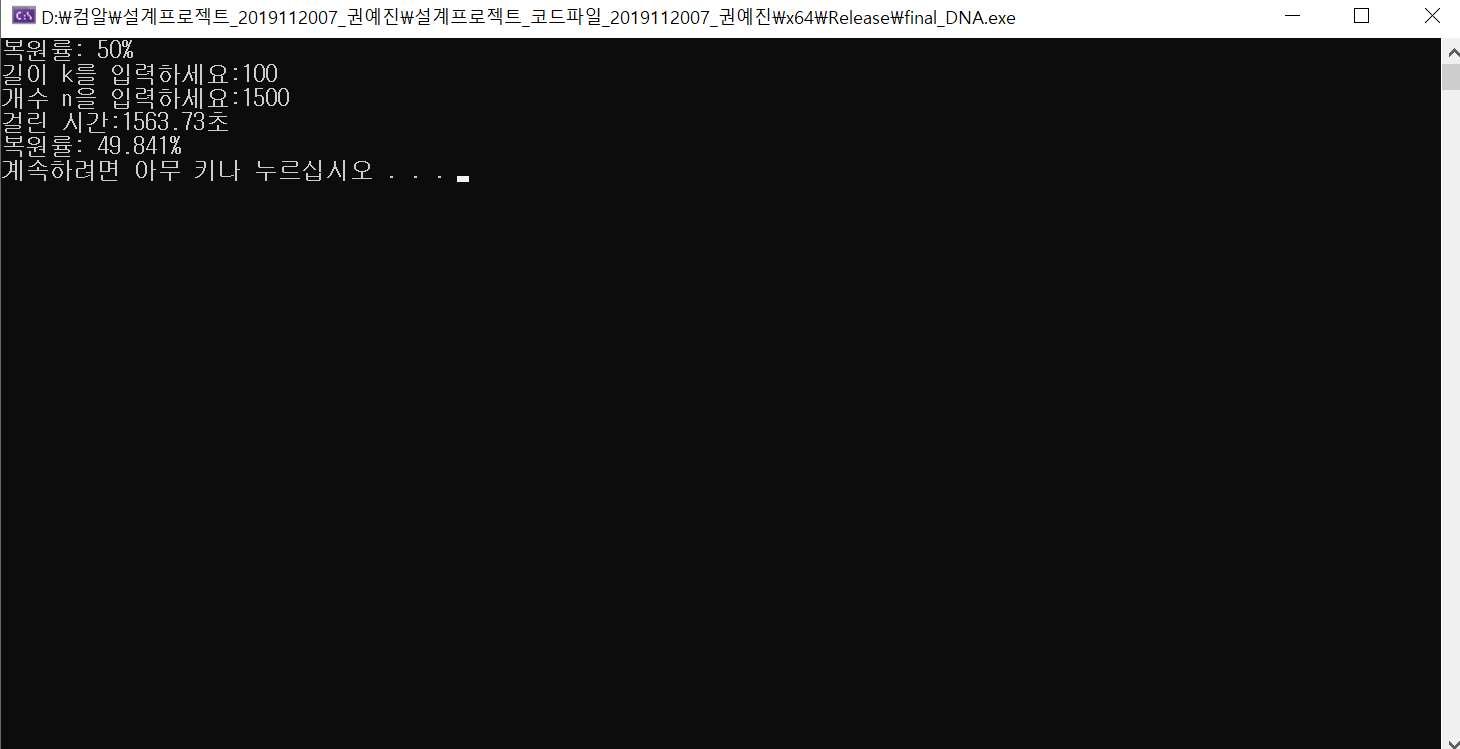 D:₩컴알₩설계프로젝트_2019112007_권예진₩설계프로젝트_코드파일_2019112007_권예진₩x64₩Release₩final_DNA.exe
복원률: 50%
길이 k를 입력하세요:100
개수 n을 입력하세요:1500
걸린 시간:1563.73초
복원률: 49.841%
계속하려면 아무 키나 누르십시오 . . .